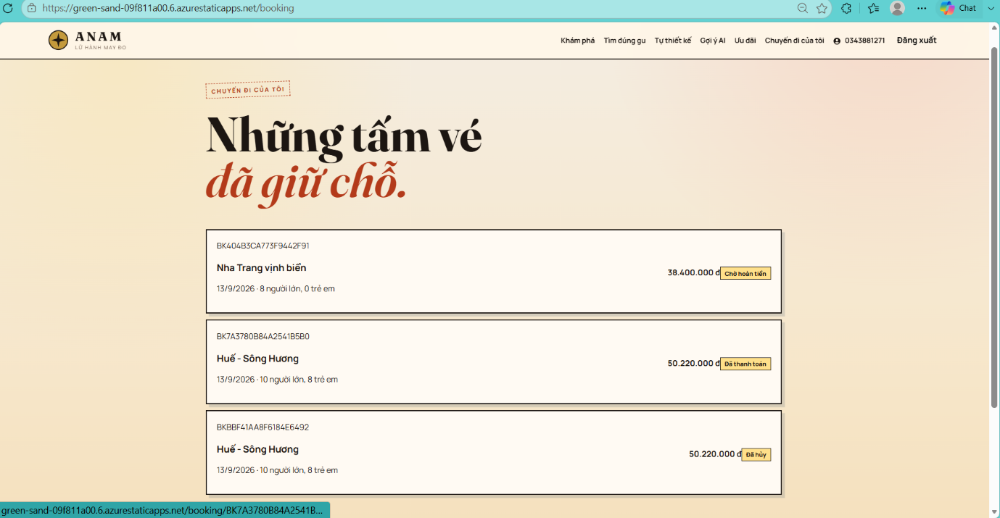 https://green-sand-09f811a00.6.azurestaticapps.net/booking
Chat
ANAM
LỮ HÀNH MAY ĐO
Khám phá Tìm đúng gu Tự thiết kế Gợi ý AI Ưu đãi Chuyến đi của tôi 0343881271 Đăng xuất
CHUYẾN ĐI CỦA TÔI
Những tấm vé
đã giữ chỗ.
BK404B3CA773F9442F91
Nha Trang vịnh biển
13/9/2026 · 8 người lớn, 0 trẻ em
38.400.000 đ Chờ hoàn tiền
BK7A3780B84A2541B5B0
Huế - Sông Hương
13/9/2026 · 10 người lớn, 8 trẻ em
50.220.000 đ Đã thanh toán
BKBBF41AA8F6184E6492
Huế - Sông Hương
13/9/2026 · 10 người lớn, 8 trẻ em
50.220.000 đ Đã hủy
green-sand-09f811a00.6.azurestaticapps.net/booking/BK7A3780B84A2541B...